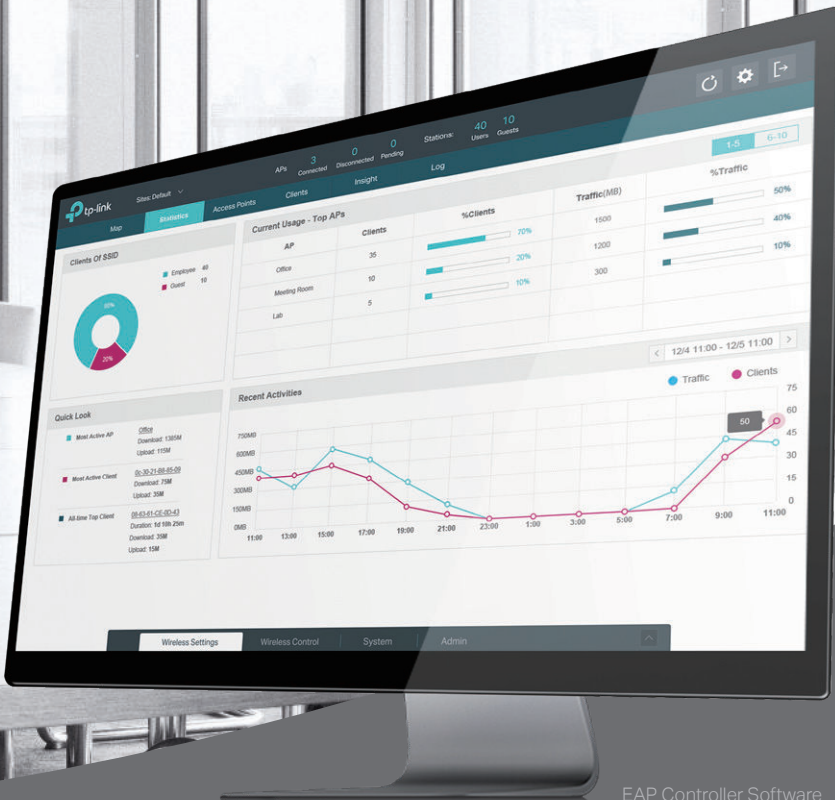 tp-link
Sites: Default
APs
3
Connected
0
Disconnected
0
Pending
Stations:
40
Users
10
Guests
Map
Statistics
Access Points
Clients
Insight
Log
Clients Of SSID
Employee 40
Guest 10
80%
20%
Current Usage - Top APs
1-5
6-10
AP
Clients
%Clients
Traffic(MB)
%Traffic
Office
35
70%
1500
50%
Meeting Room
10
20%
1200
40%
Lab
5
10%
300
10%
Quick Look
Most Active AP
Office
Download: 1385M
Upload: 115M
Most Active Client
0c-30-21-B8-65-09
Download: 75M
Upload: 35M
All-time Top Client
08-63-61-CE-0D-43
Duration: 1d 10h 25m
Download: 35M
Upload: 15M
Recent Activities
12/4 11:00 - 12/5 11:00
Traffic
Clients
750MB
600MB
450MB
300MB
150MB
0MB
75
60
45
30
15
0
50
11:00
13:00
15:00
17:00
19:00
21:00
23:00
1:00
3:00
5:00
7:00
9:00
11:00
Wireless Settings
Wireless Control
System
Admin
EAP Controller Software